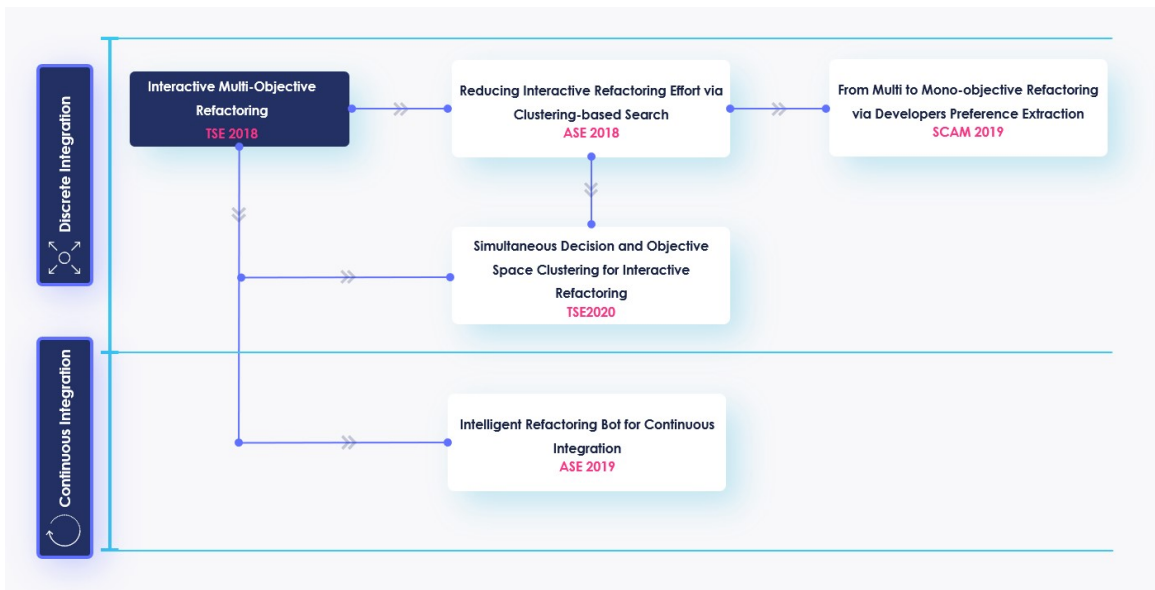 Discrete Integration
Interactive Multi-Objective
Refactoring
TSE 2018
Reducing Interactive Refactoring Effort via
Clustering-based Search
ASE 2018
From Multi to Mono-objective Refactoring
via Developers Preference Extraction
SCAM 2019
Simultaneous Decision and Objective
Space Clustering for Interactive
Refactoring
TSE2020
Continuous Integration
Intelligent Refactoring Bot for Continuous
Integration
ASE 2019